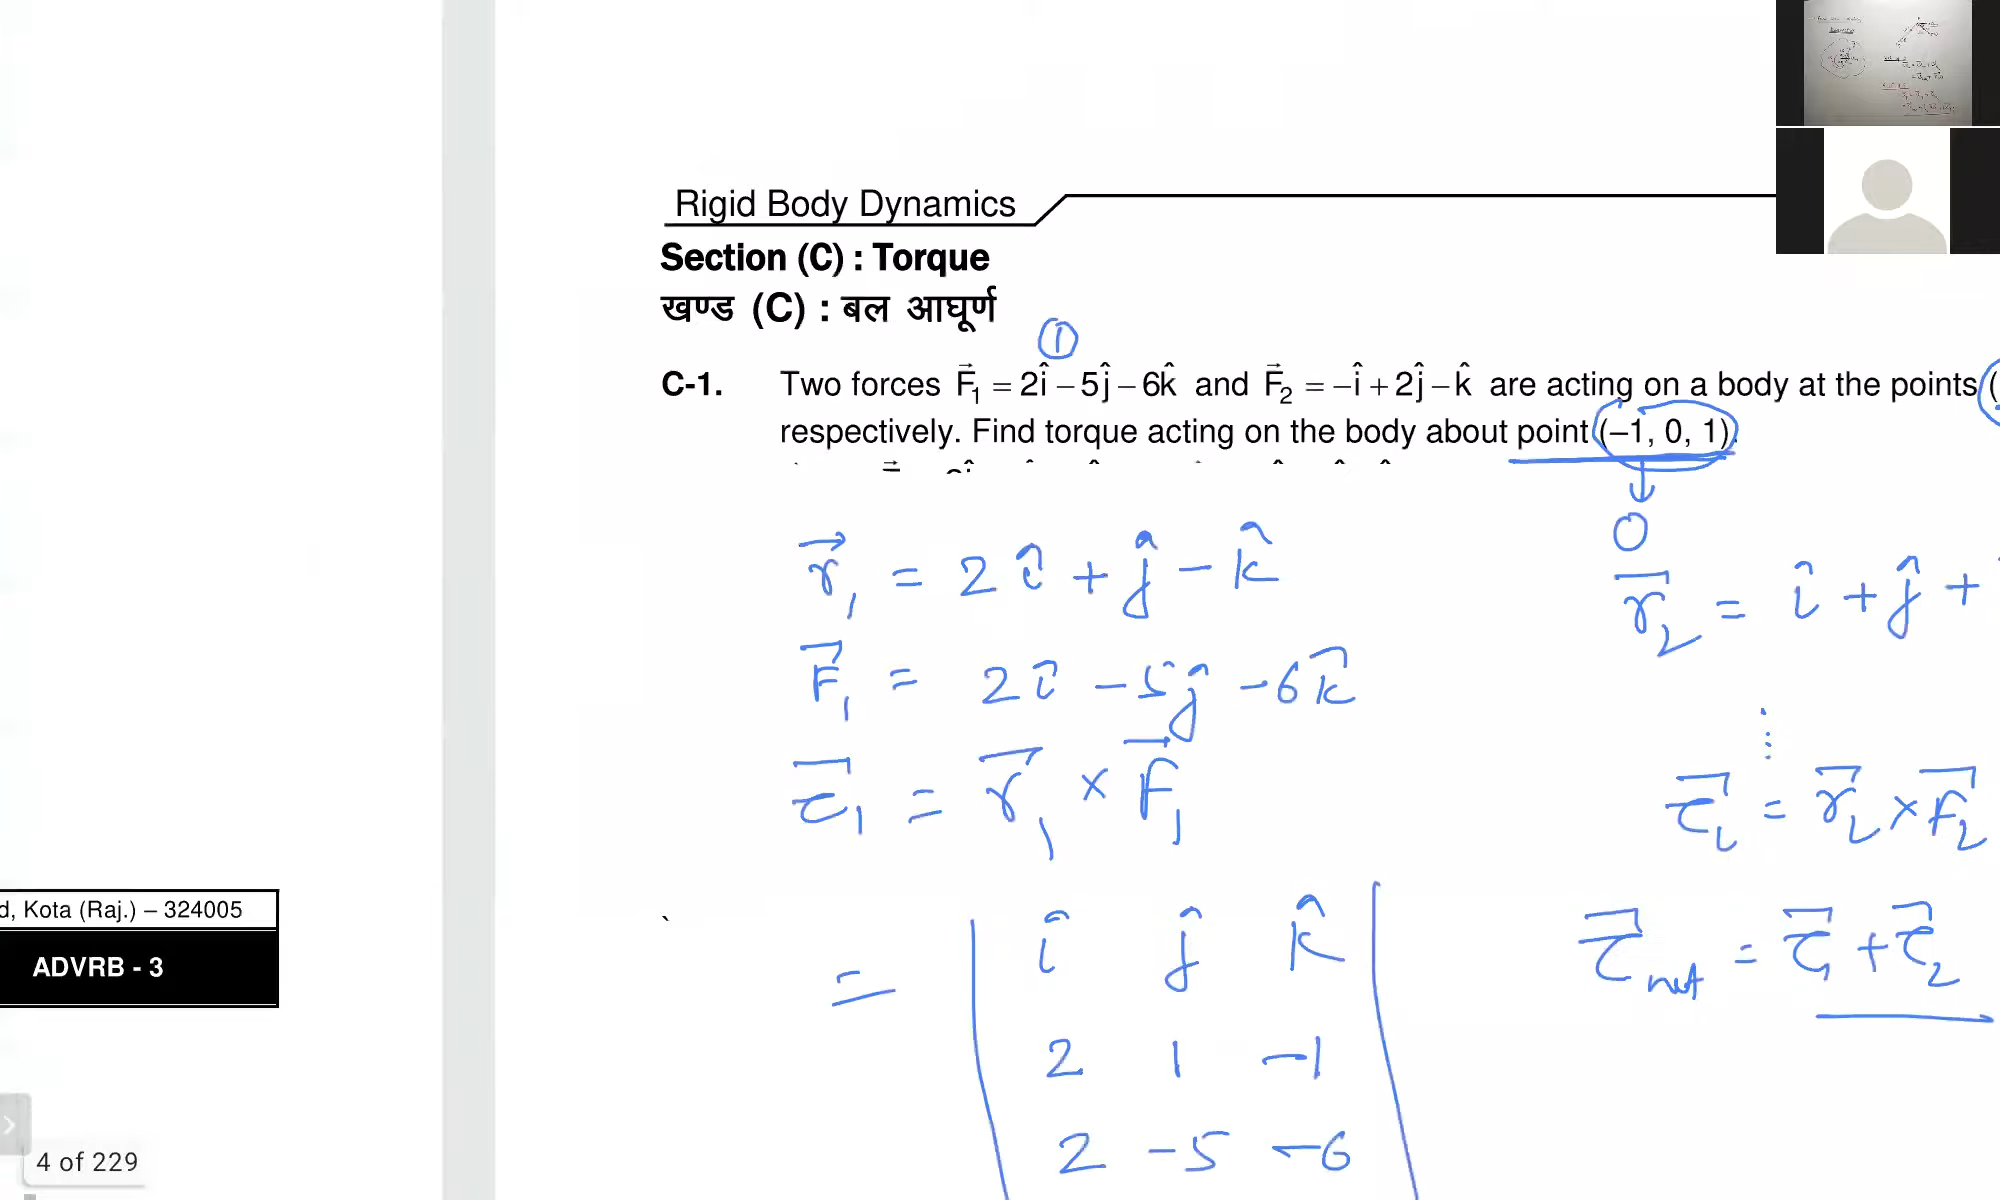 Rigid Body Dynamics
Section (C) : Torque
खण्ड (C) : बल आघूर्ण
①
C-1. Two forces F⃗₁ = 2î – 5ĵ – 6k̂ and F⃗₂ = –î + 2ĵ – k̂ are acting on a body at the points (
respectively. Find torque acting on the body about point (–1, 0, 1).
↓
O
r⃗₁ = 2î + ĵ – k̂
r⃗₂ = î + ĵ +
F⃗₁ = 2î – 5ĵ – 6k̂
τ⃗₁ = r⃗₁ × F⃗₁
τ⃗₂ = r⃗₂ × F⃗₂
= | î ĵ k̂ |
2 1 –1
2 –5 –6
τ⃗net = τ⃗₁ + τ⃗₂
d, Kota (Raj.) – 324005
ADVRB - 3
4 of 229